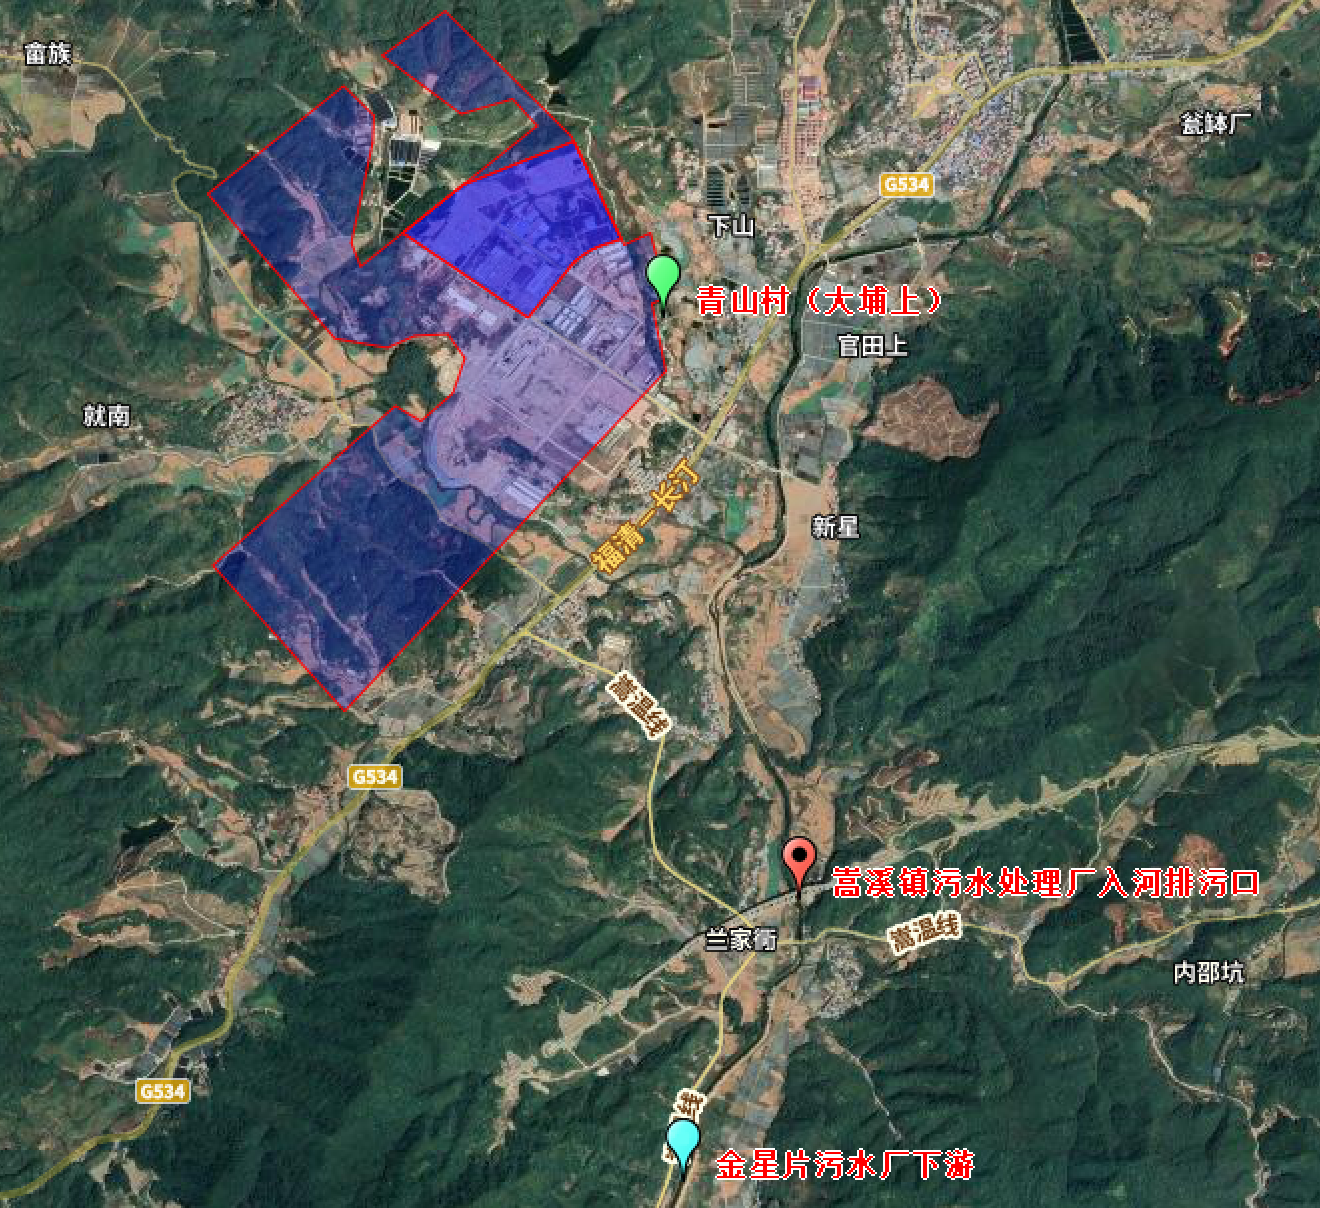 畲族
瓮缽厂
G534
下山
青山村（大埔上）
官田上
就南
福清—长汀
新星
嵩温线
G534
嵩溪镇污水处理厂入河排污口
嵩温线
兰家衕
内邵坑
G534
线
金星片污水厂下游